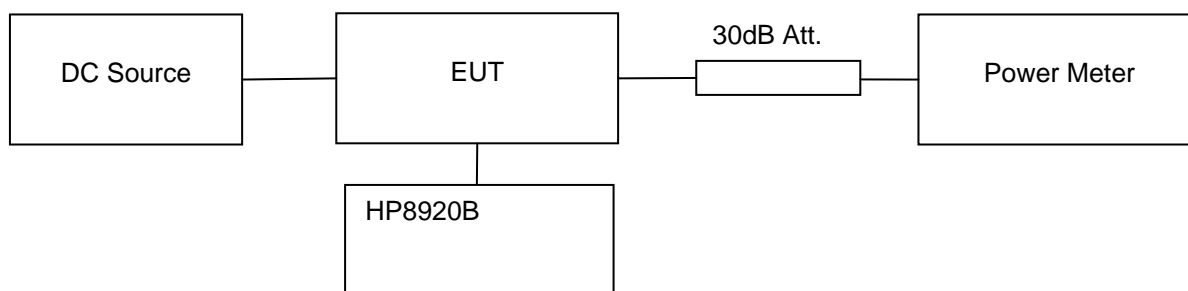 DC Source
EUT
30dB Att.
Power Meter
HP8920B